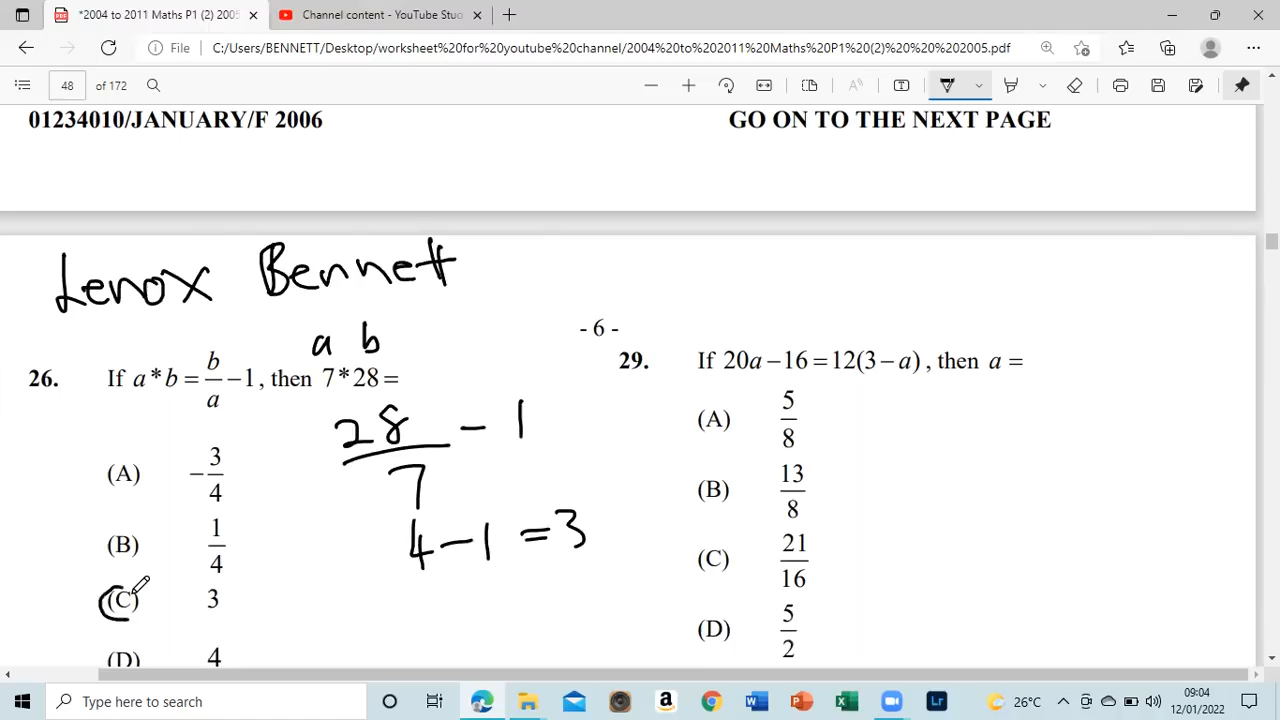 *2004 to 2011 Maths P1 (2) 2005
Channel content - YouTube Stu
File C:/Users/BENNETT/Desktop/worksheet%20for%20youtube%20channel/2004%20to%202011%20Maths%20P1%20(2)%20%20%202005.pdf
48 of 172
01234010/JANUARY/F 2006 GO ON TO THE NEXT PAGE
Lenox Bennett
- 6 -
a b
26. If a * b = b/a − 1, then 7 * 28 =
28/7 − 1
4 − 1 = 3
(A) −3/4
(B) 1/4
(C) 3
(D) 4
29. If 20a − 16 = 12(3 − a), then a =
(A) 5/8
(B) 13/8
(C) 21/16
(D) 5/2
Type here to search
26°C
09:04
12/01/2022